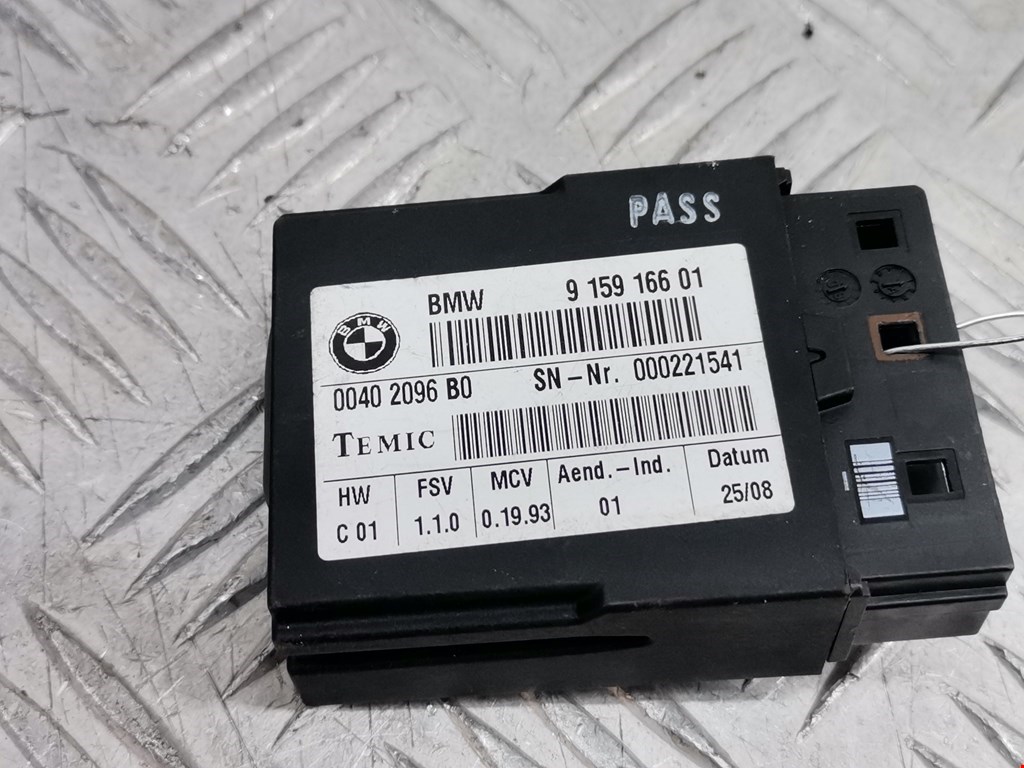 PASS
BMW 9 159 166 01
BMW
0040 2096 B0 SN-Nr. 000221541
TEMIC
HW FSV MCV Aend.-Ind. Datum
C 01 1.1.0 0.19.93 01 25/08